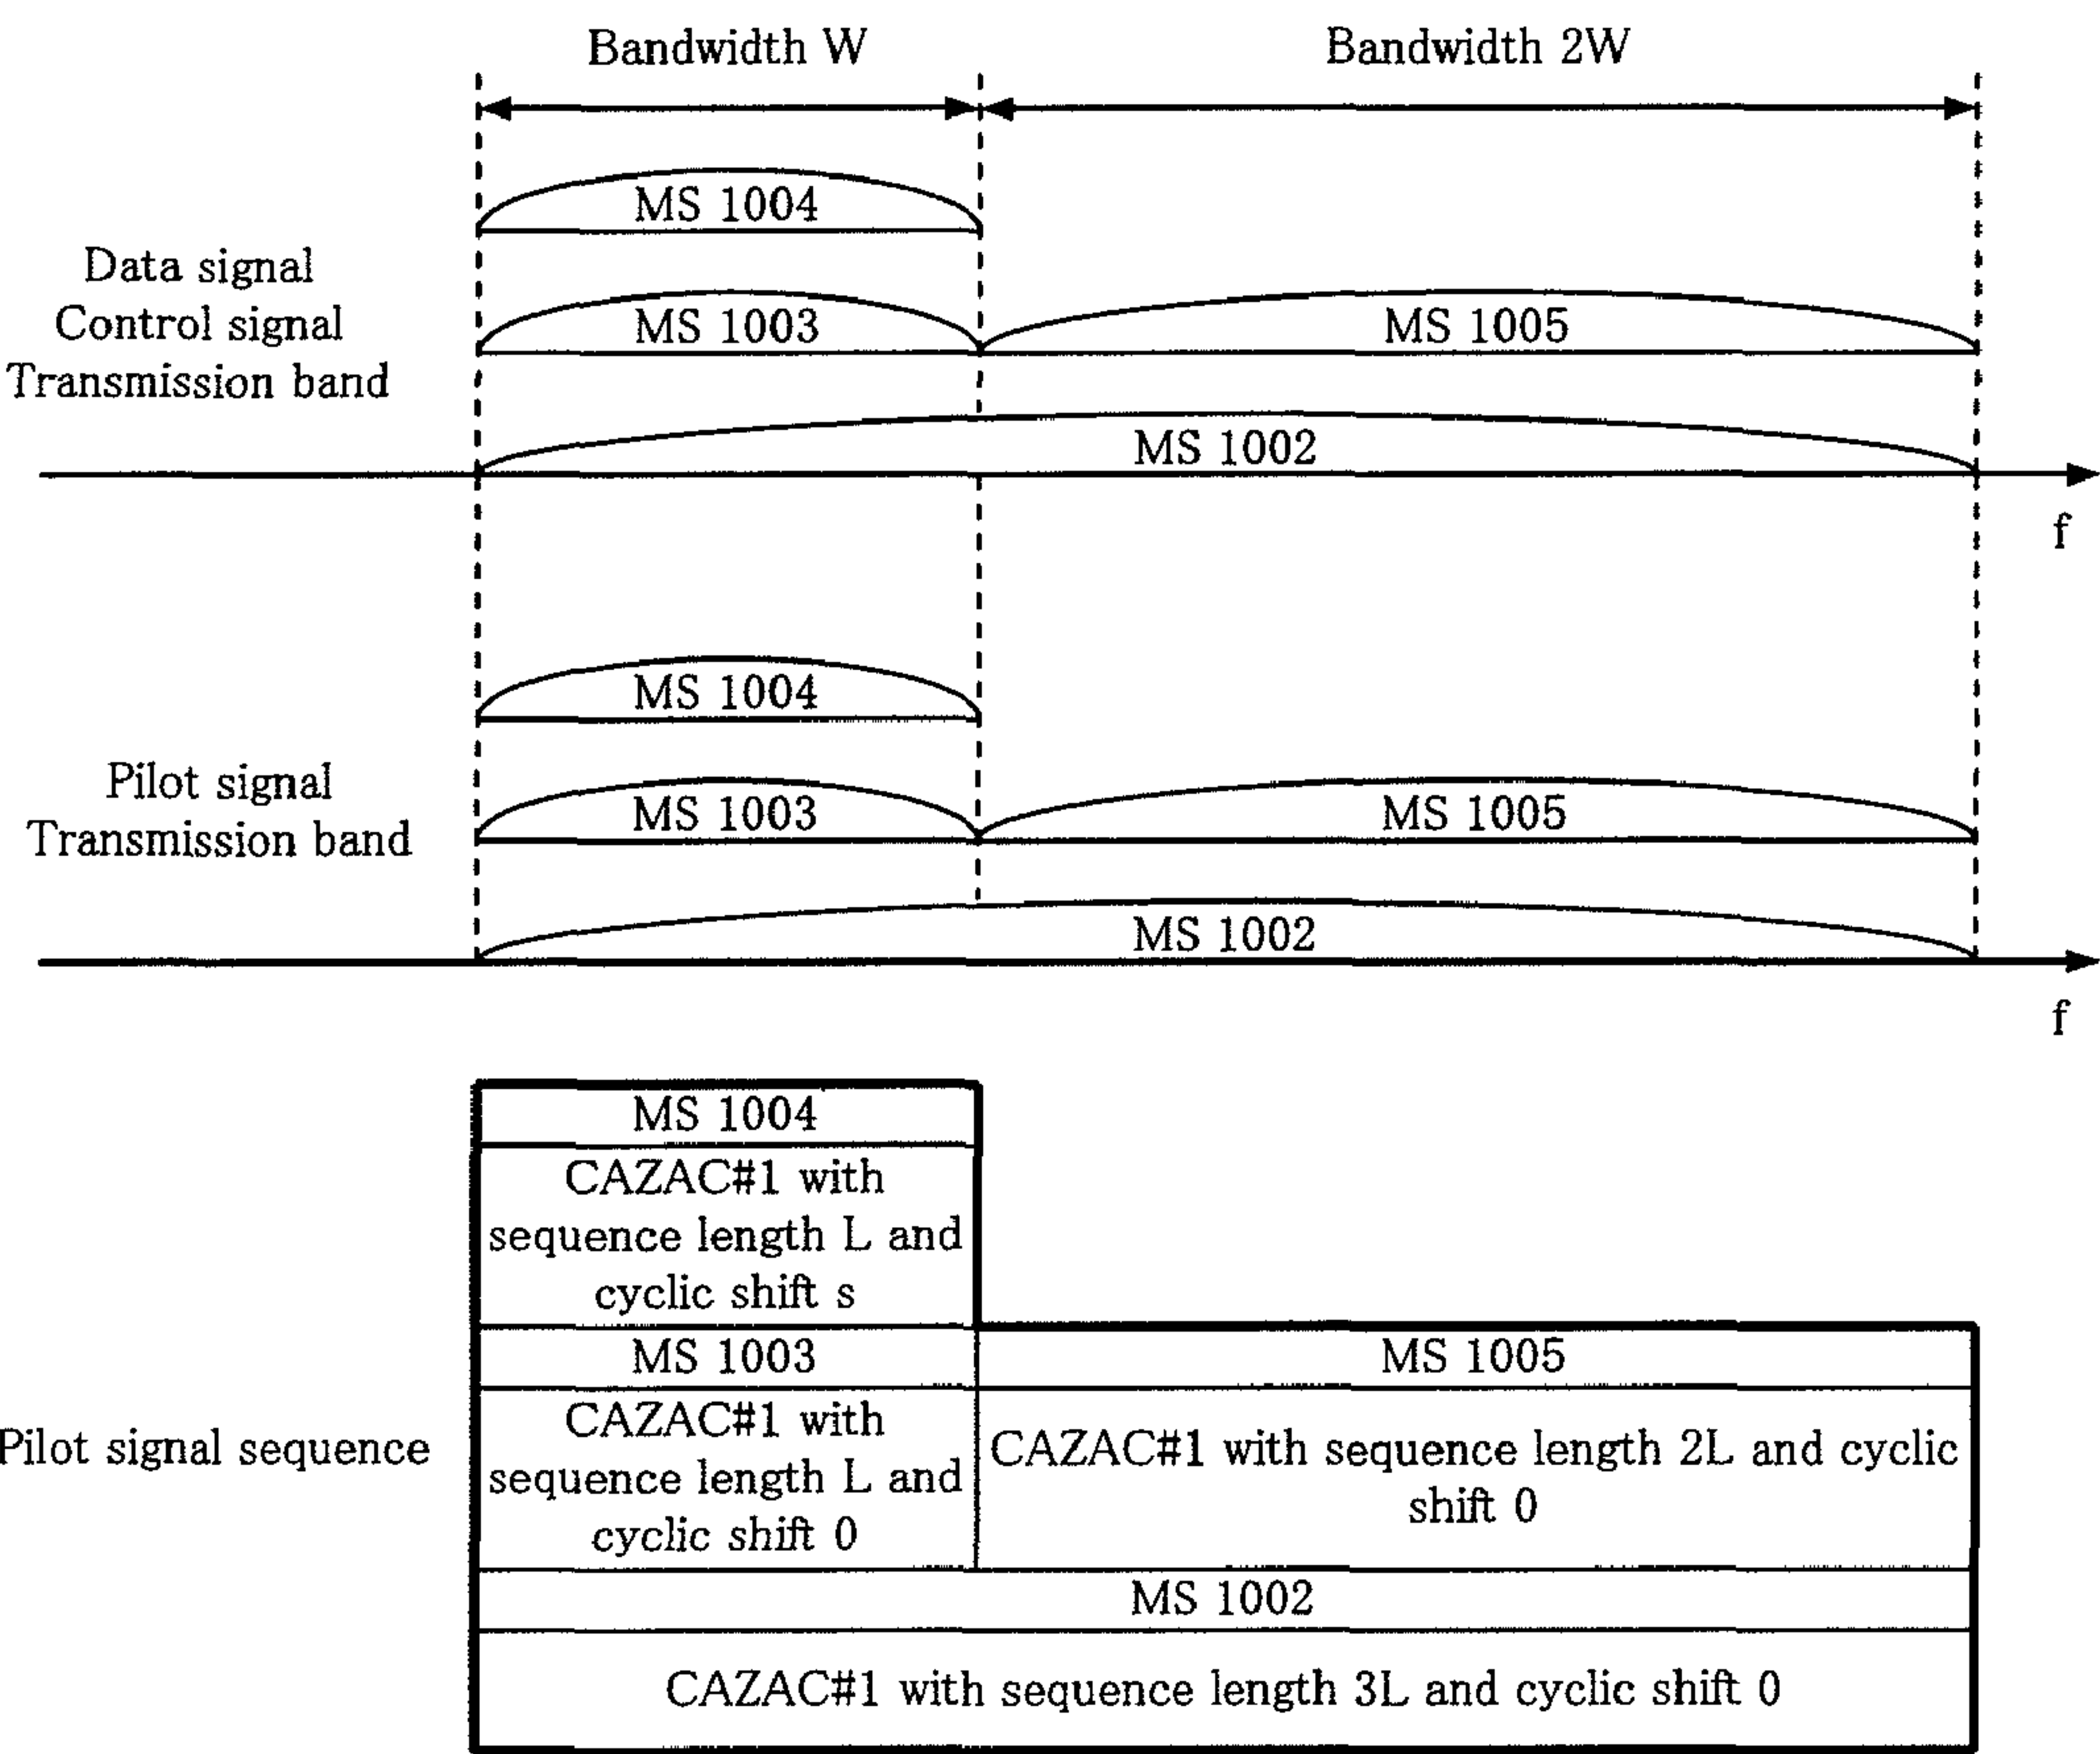 Bandwidth W
Bandwidth 2W
MS 1004
Data signal
Control signal
Transmission band
MS 1003
MS 1005
MS 1002
f
MS 1004
Pilot signal
Transmission band
MS 1003
MS 1005
MS 1002
f
MS 1004
CAZAC#1 with
sequence length L and
cyclic shift s
MS 1003
MS 1005
Pilot signal sequence
CAZAC#1 with
sequence length L and
cyclic shift 0
CAZAC#1 with sequence length 2L and cyclic
shift 0
MS 1002
CAZAC#1 with sequence length 3L and cyclic shift 0